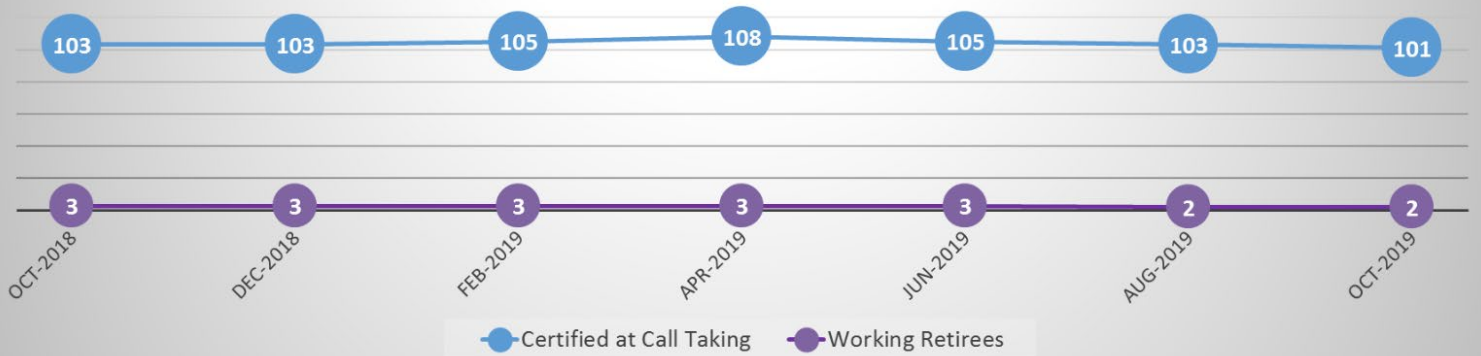 103 103 105 108 105 103 101
3 3 3 3 3 2 2
OCT-2018 DEC-2018 FEB-2019 APR-2019 JUN-2019 AUG-2019 OCT-2019
Certified at Call Taking Working Retirees